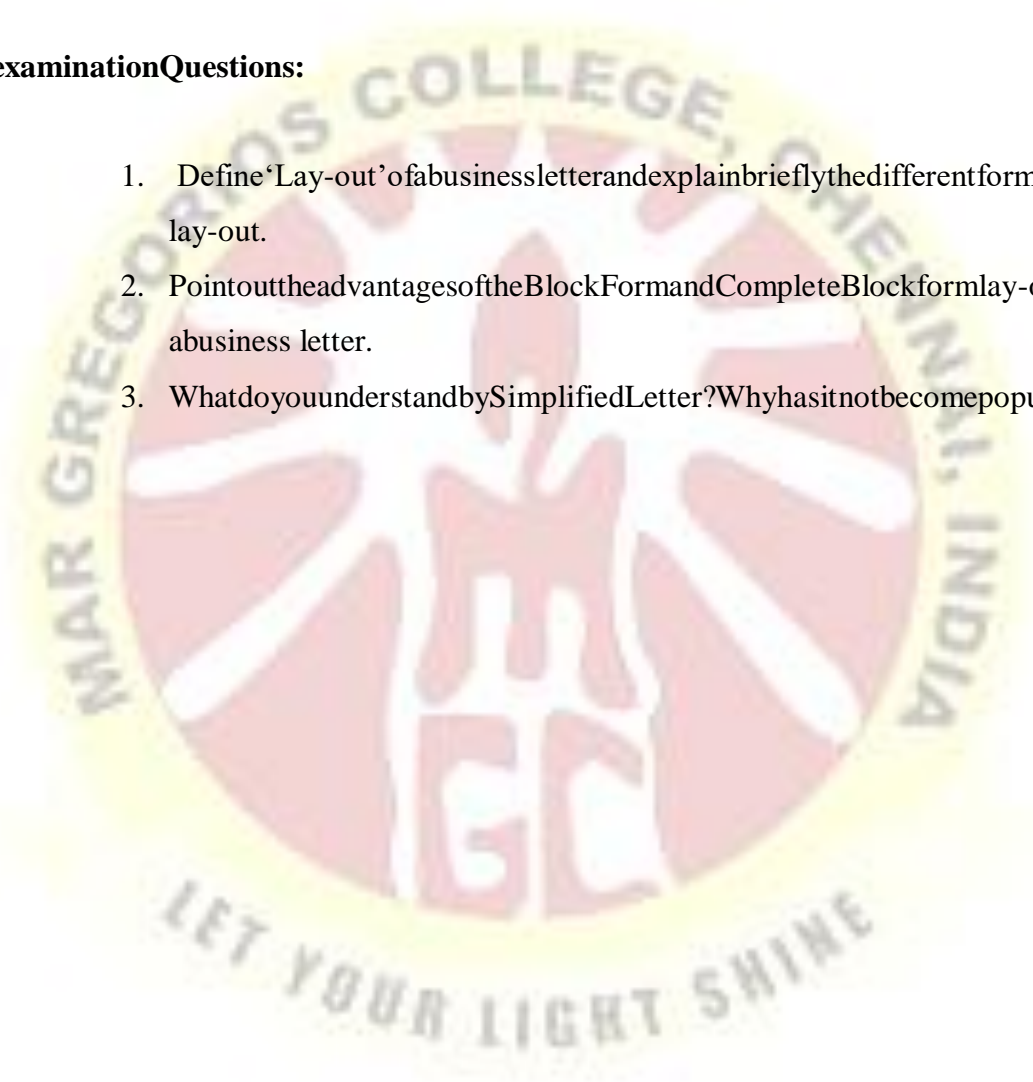 examinationQuestions:
MAR GREGORIOS COLLEGE, CHENNAI, INDIA
1. Define‘Lay-out’ofabusinessletterandexplainbrieflythedifferentform
lay-out.
2. PointouttheadvantagesoftheBlockFormandCompleteBlockformlay-o
abusiness letter.
3. WhatdoyouunderstandbySimplifiedLetter?Whyhasitnotbecomepopu
MGC
LET YOUR LIGHT SHINE